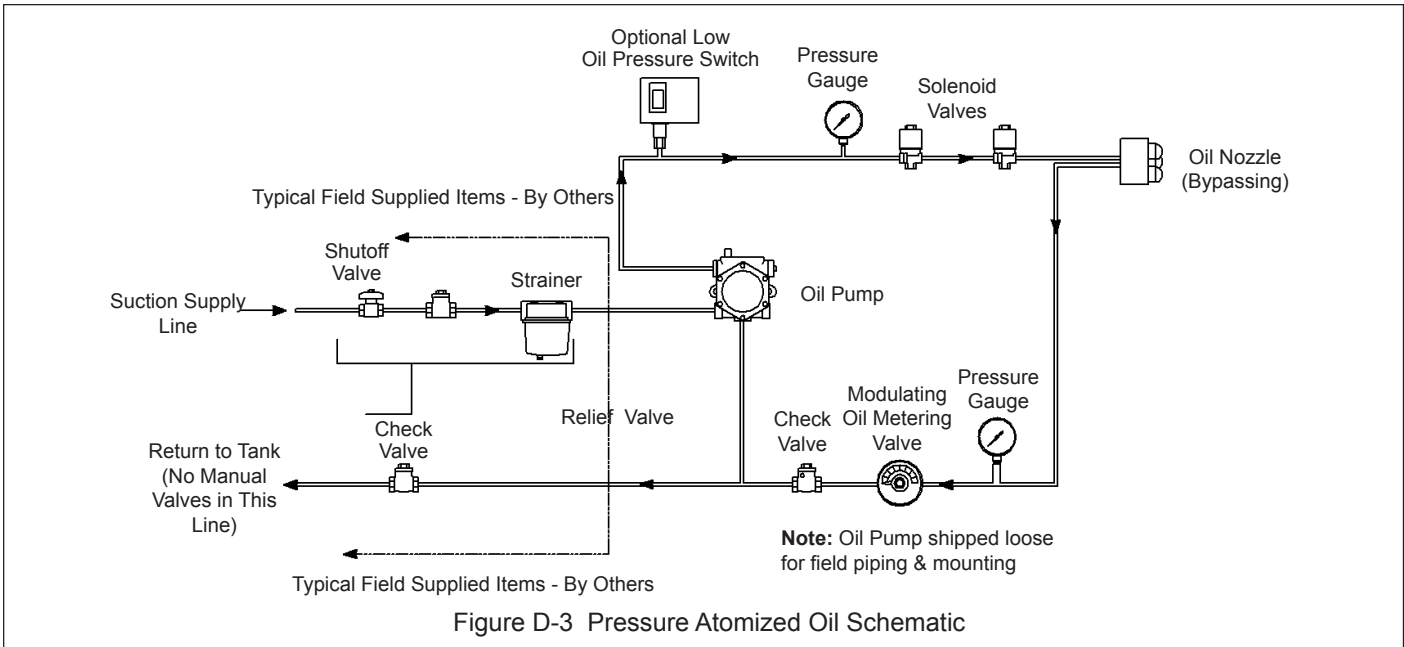 Optional Low
Oil Pressure Switch
Pressure
Gauge
Solenoid
Valves
Oil Nozzle
(Bypassing)
Typical Field Supplied Items - By Others
Shutoff
Valve
Strainer
Suction Supply
Line
Oil Pump
Relief Valve
Check
Valve
Return to Tank
(No Manual
Valves in This
Line)
Check
Valve
Modulating
Oil Metering
Valve
Pressure
Gauge
Note: Oil Pump shipped loose
for field piping & mounting
Typical Field Supplied Items - By Others
Figure D-3 Pressure Atomized Oil Schematic